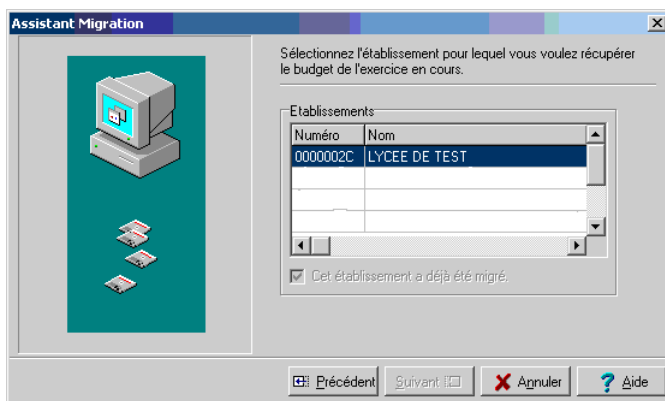 Assistant Migration
Sélectionnez l'établissement pour lequel vous voulez récupérer
le budget de l'exercice en cours.
Etablissements
Numéro Nom
0000002C LYCEE DE TEST
Cet établissement a déjà été migré.
Précédent Suivant Annuler Aide